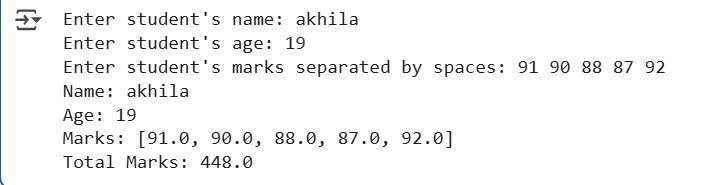 Enter student's name: akhila
Enter student's age: 19
Enter student's marks separated by spaces: 91 90 88 87 92
Name: akhila
Age: 19
Marks: [91.0, 90.0, 88.0, 87.0, 92.0]
Total Marks: 448.0